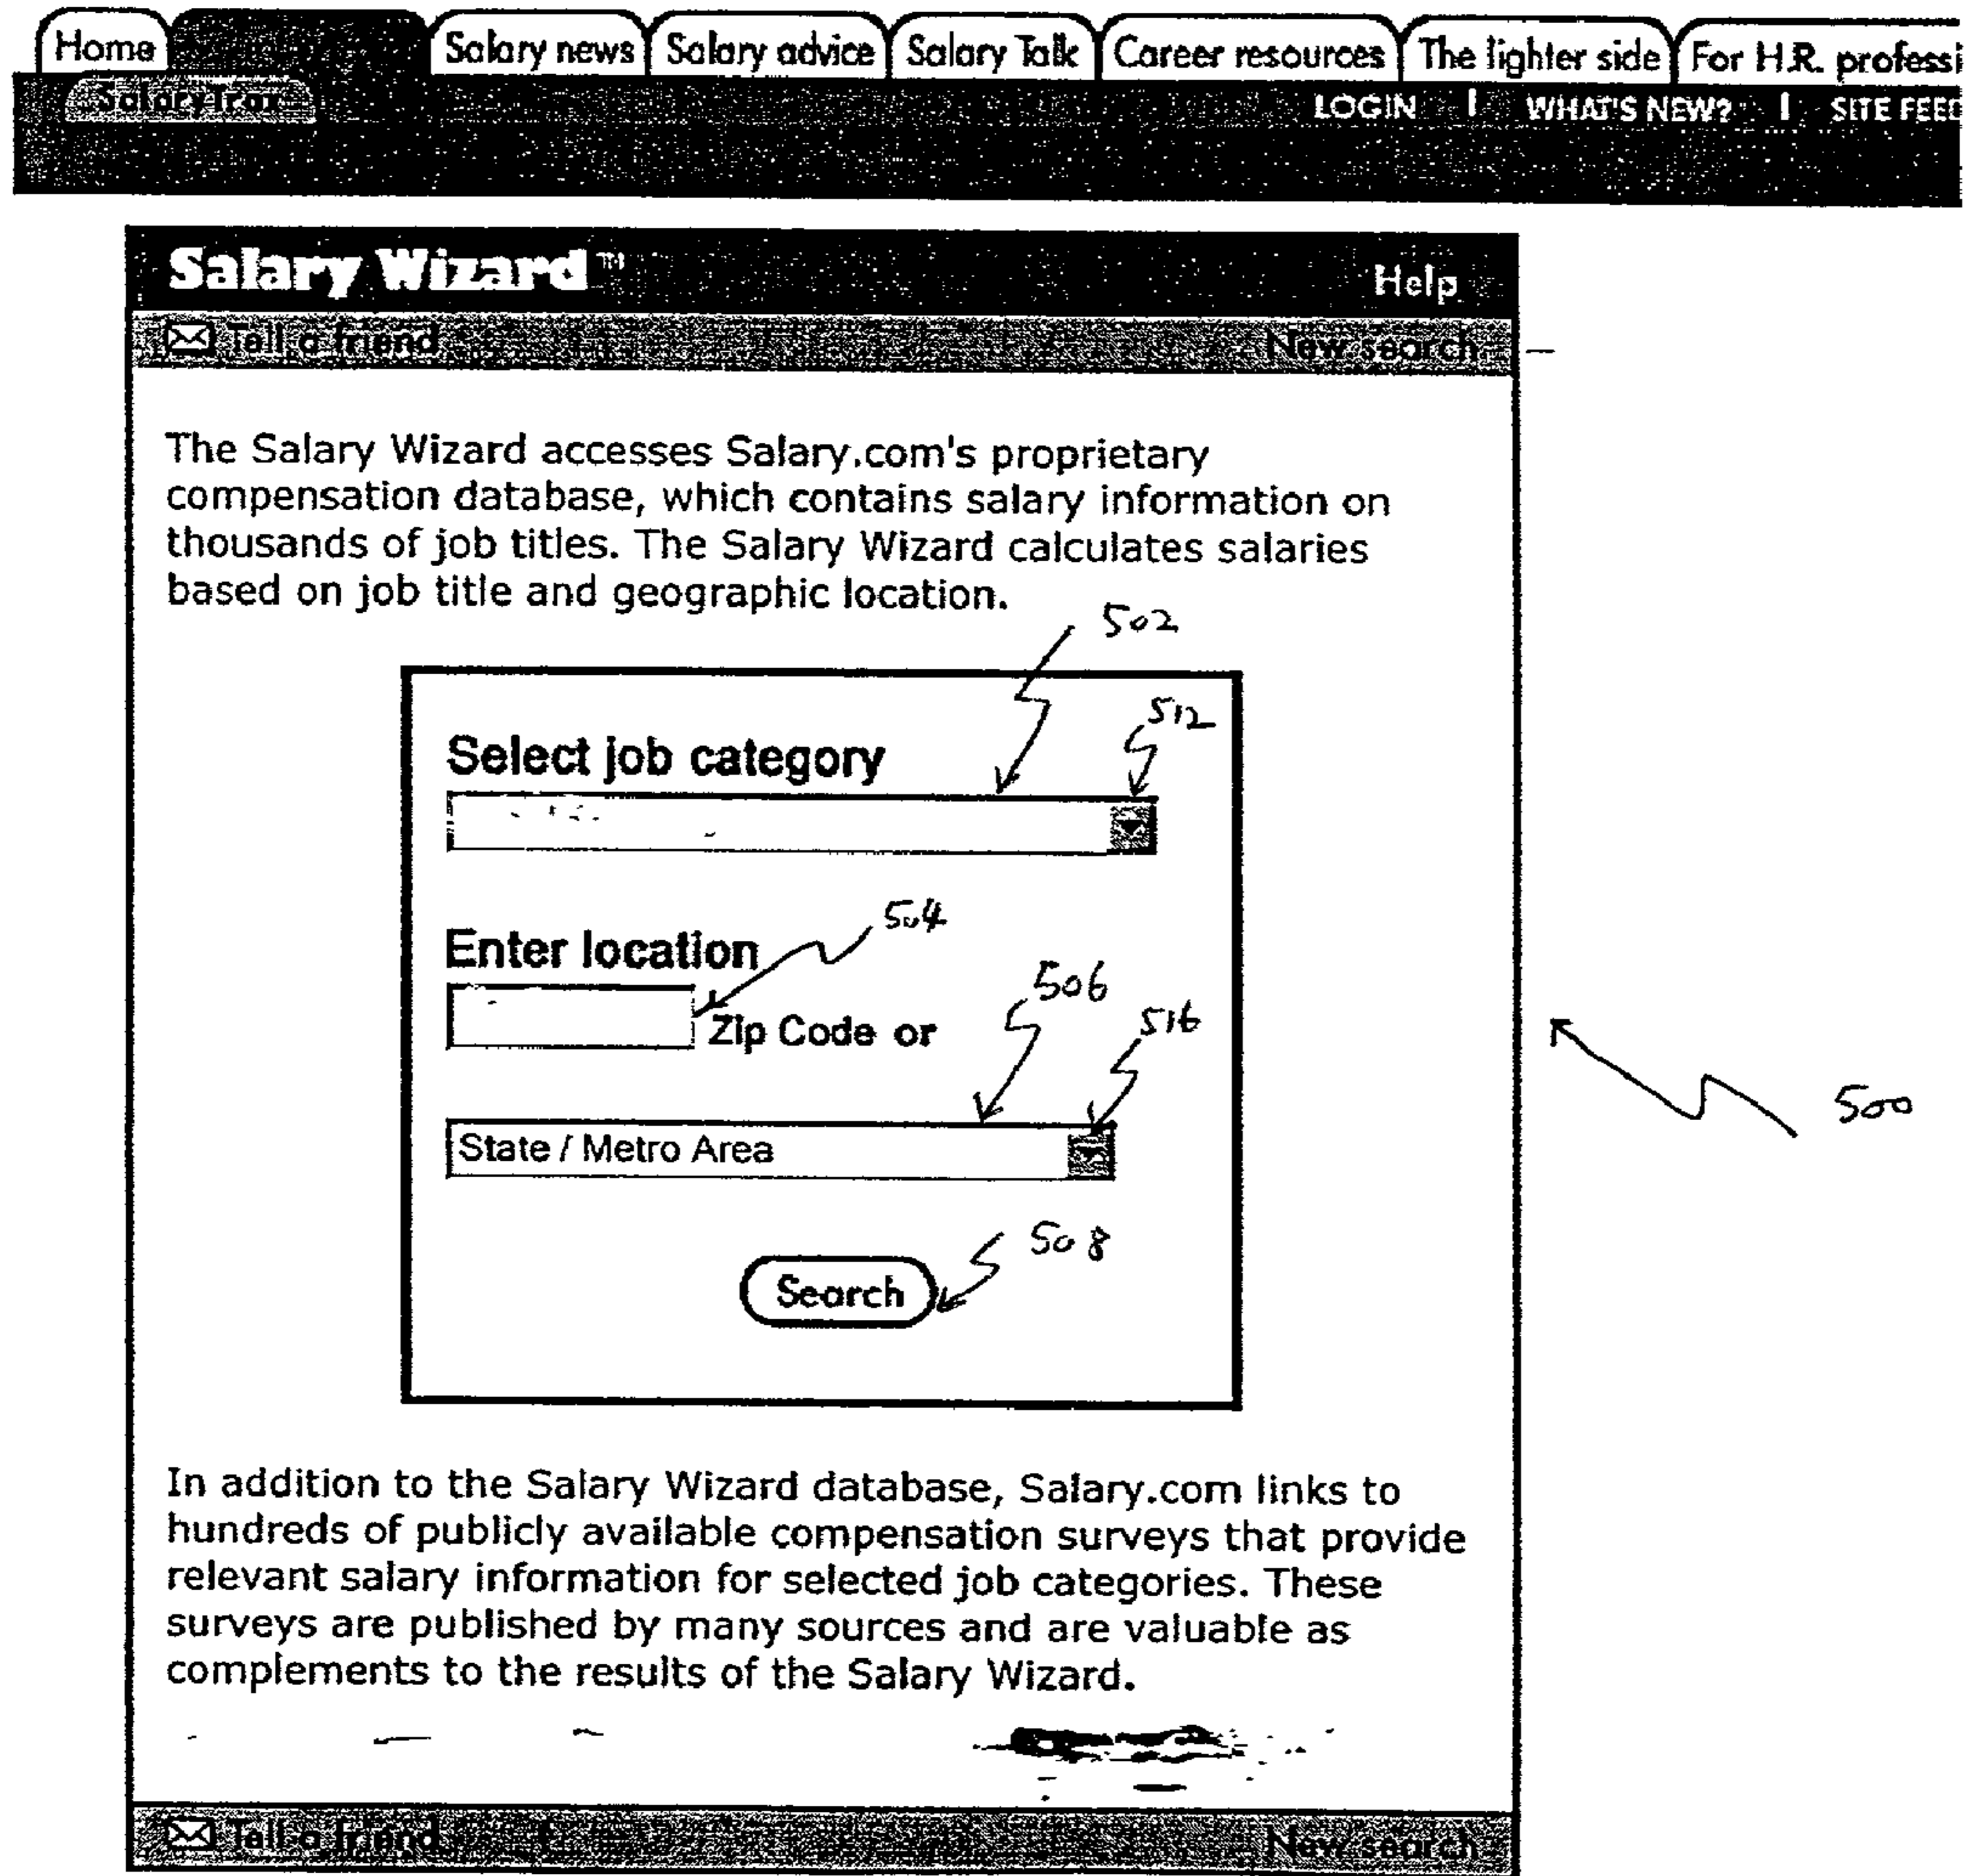 Home Salary news Salary advice Salary Talk Career resources The lighter side For H.R. professi
SalaryTrax LOGIN | WHAT'S NEW? | SITE FEED
Salary Wizard™ Help
Tell a friend New search
The Salary Wizard accesses Salary.com's proprietary
compensation database, which contains salary information on
thousands of job titles. The Salary Wizard calculates salaries
based on job title and geographic location.
502
512
Select job category
504
Enter location
506
516
Zip Code or
500
State / Metro Area
508
Search
In addition to the Salary Wizard database, Salary.com links to
hundreds of publicly available compensation surveys that provide
relevant salary information for selected job categories. These
surveys are published by many sources and are valuable as
complements to the results of the Salary Wizard.
Tell a friend New search